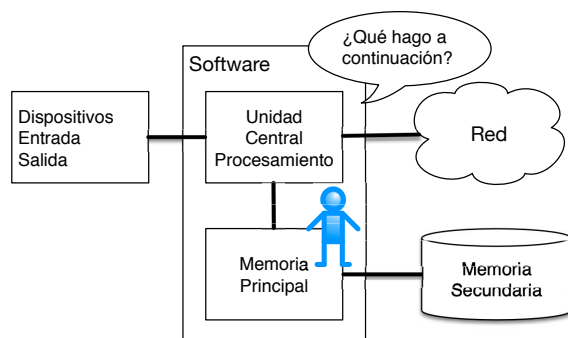 ¿Qué hago a
continuación?
Software
Dispositivos
Entrada
Salida
Unidad
Central
Procesamiento
Red
Memoria
Principal
Memoria
Secundaria